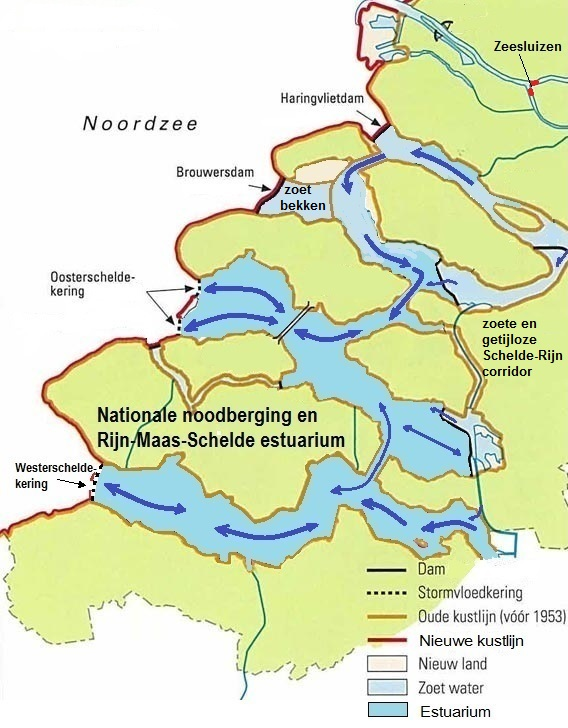 Zeesluizen
Haringvlietdam
Noordzee
Brouwersdam
zoet
bekken
Oosterschelde-
kering
zoete en
getijloze
Schelde-Rijn
corridor
Nationale noodberging en
Rijn-Maas-Schelde estuarium
Westerschelde-
kering
Dam
Stormvloedkering
Oude kustlijn (vóór 1953)
Nieuwe kustlijn
Nieuw land
Zoet water
Estuarium